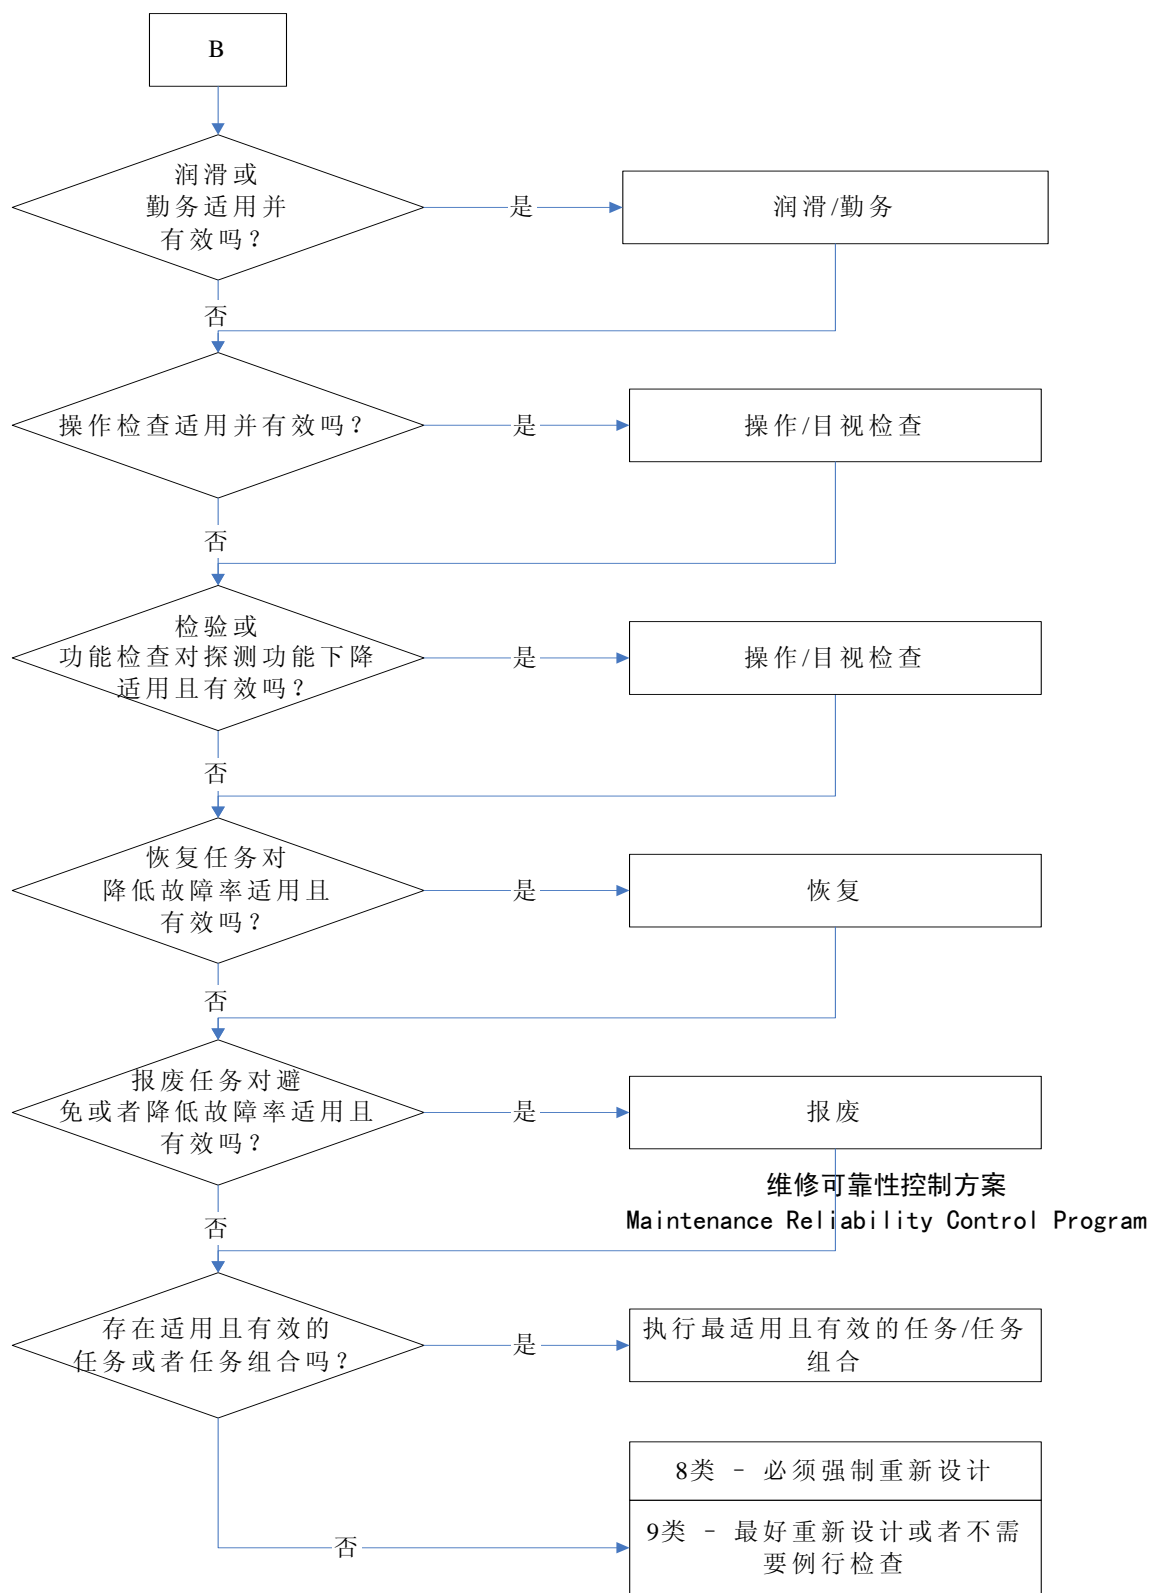 B
润滑或
勤务适用并
有效吗？
是
润滑/勤务
否
操作检查适用并有效吗？
是
操作/目视检查
否
检验或
功能检查对探测功能下降
适用且有效吗？
是
操作/目视检查
否
恢复任务对
降低故障率适用且
有效吗？
是
恢复
否
报废任务对避
免或者降低故障率适用且
有效吗？
是
报废
维修可靠性控制方案
Maintenance Reliability Control Program
否
存在适用且有效的
任务或者任务组合吗？
是
执行最适用且有效的任务/任务
组合
8类 – 必须强制重新设计
9类 – 最好重新设计或者不需
要例行检查
否